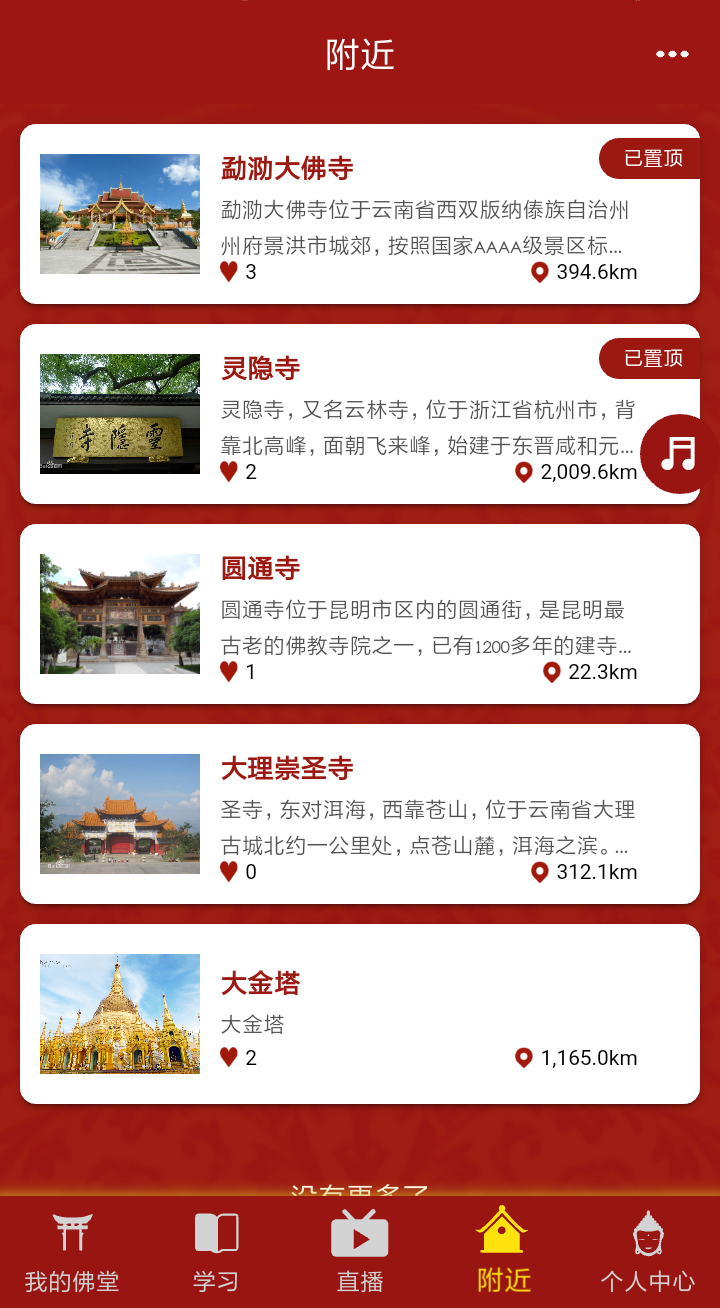 附近
已置顶
勐泐大佛寺
勐泐大佛寺位于云南省西双版纳傣族自治州
州府景洪市城郊，按照国家AAAA级景区标...
3
394.6km
已置顶
灵隐寺
灵隐寺，又名云林寺，位于浙江省杭州市，背
靠北高峰，面朝飞来峰，始建于东晋咸和元...
2
2,009.6km
靈隱寺
圆通寺
圆通寺位于昆明市区内的圆通街，是昆明最
古老的佛教寺院之一，已有1200多年的建寺...
1
22.3km
大理崇圣寺
圣寺，东对洱海，西靠苍山，位于云南省大理
古城北约一公里处，点苍山麓，洱海之滨。...
0
312.1km
大金塔
大金塔
2
1,165.0km
没有更多了
我的佛堂
学习
直播
附近
个人中心